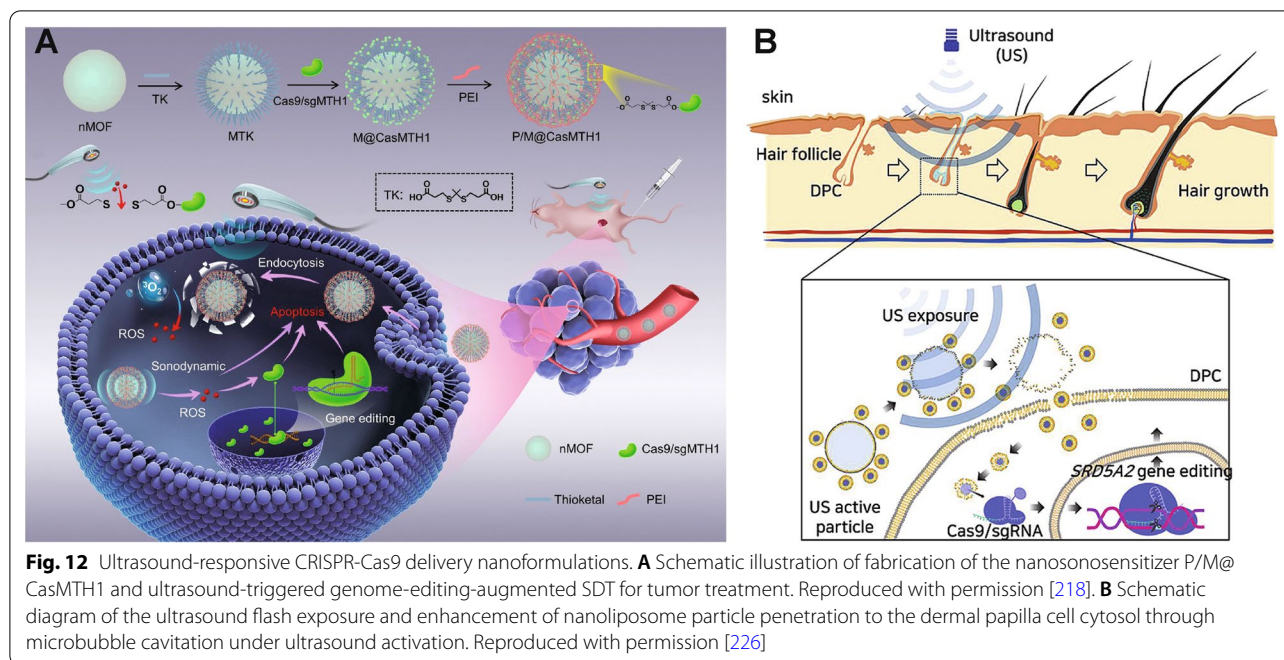 A
nMOF
TK
MTK
Cas9/sgMTH1
M@CasMTH1
PEI
P/M@CasMTH1
O
O
S
S
O
O
O
S
S
O
O
TK:
O
HO
S
S
O
OH
Endocytosis
³O₂
ROS
Apoptosis
Sonodynamic
ROS
Gene editing
nMOF
Cas9/sgMTH1
Thioketal
PEI
B
Ultrasound
(US)
skin
Hair follicle
DPC
Hair growth
US exposure
DPC
US active
particle
Cas9/sgRNA
SRD5A2 gene editing
Fig. 12 Ultrasound-responsive CRISPR-Cas9 delivery nanoformulations. A Schematic illustration of fabrication of the nanosonosensitizer P/M@
CasMTH1 and ultrasound-triggered genome-editing-augmented SDT for tumor treatment. Reproduced with permission [218]. B Schematic
diagram of the ultrasound flash exposure and enhancement of nanoliposome particle penetration to the dermal papilla cell cytosol through
microbubble cavitation under ultrasound activation. Reproduced with permission [226]